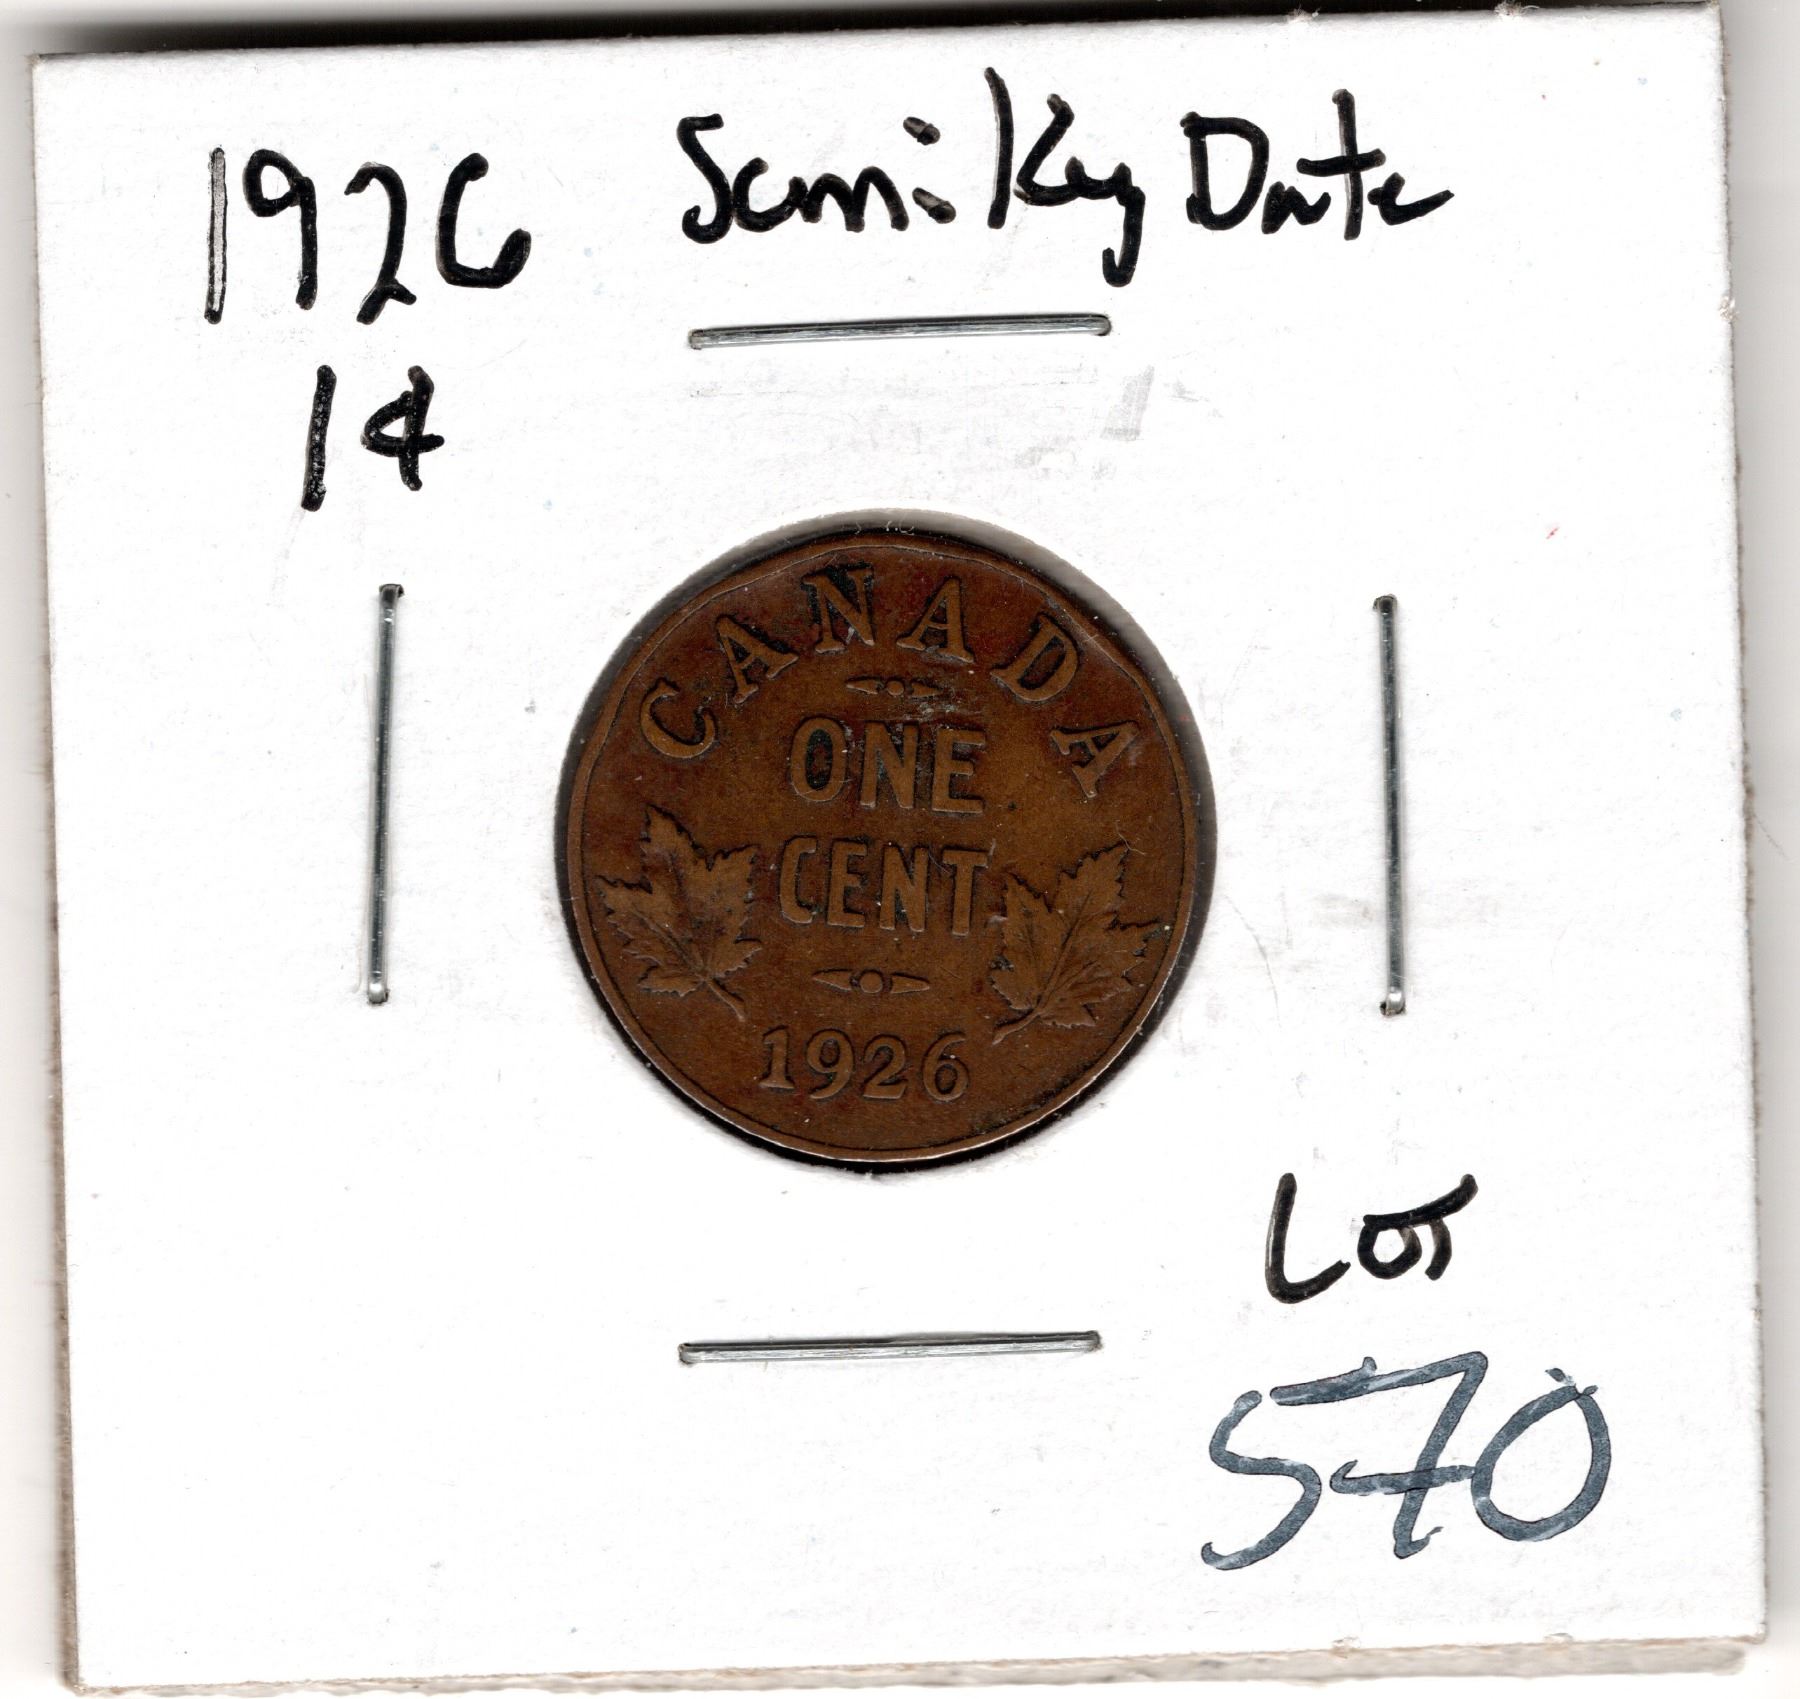 1926 Semi Key Date
1¢
CANADA
ONE
CENT
1926
Lot
570